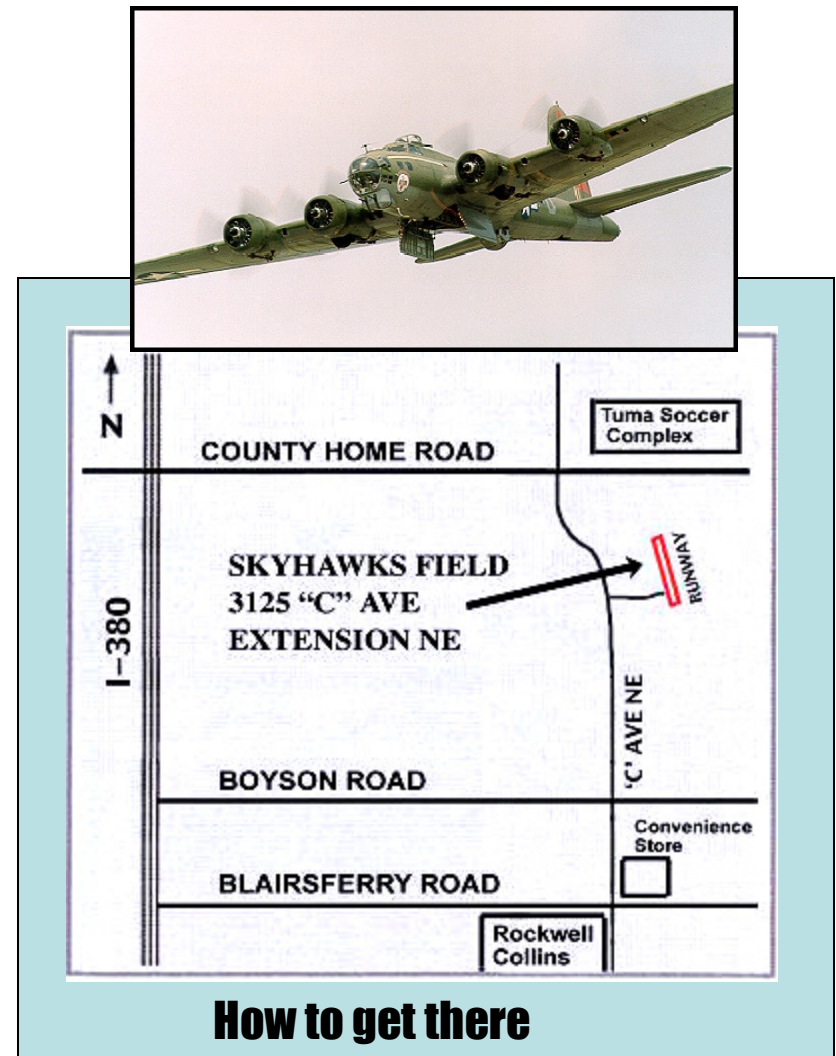 N
COUNTY HOME ROAD
Tuma Soccer
Complex
SKYHAWKS FIELD
3125 “C” AVE
EXTENSION NE
RUNWAY
I-380
'C' AVE NE
BOYSON ROAD
Convenience
Store
BLAIRSFERRY ROAD
Rockwell
Collins
How to get there